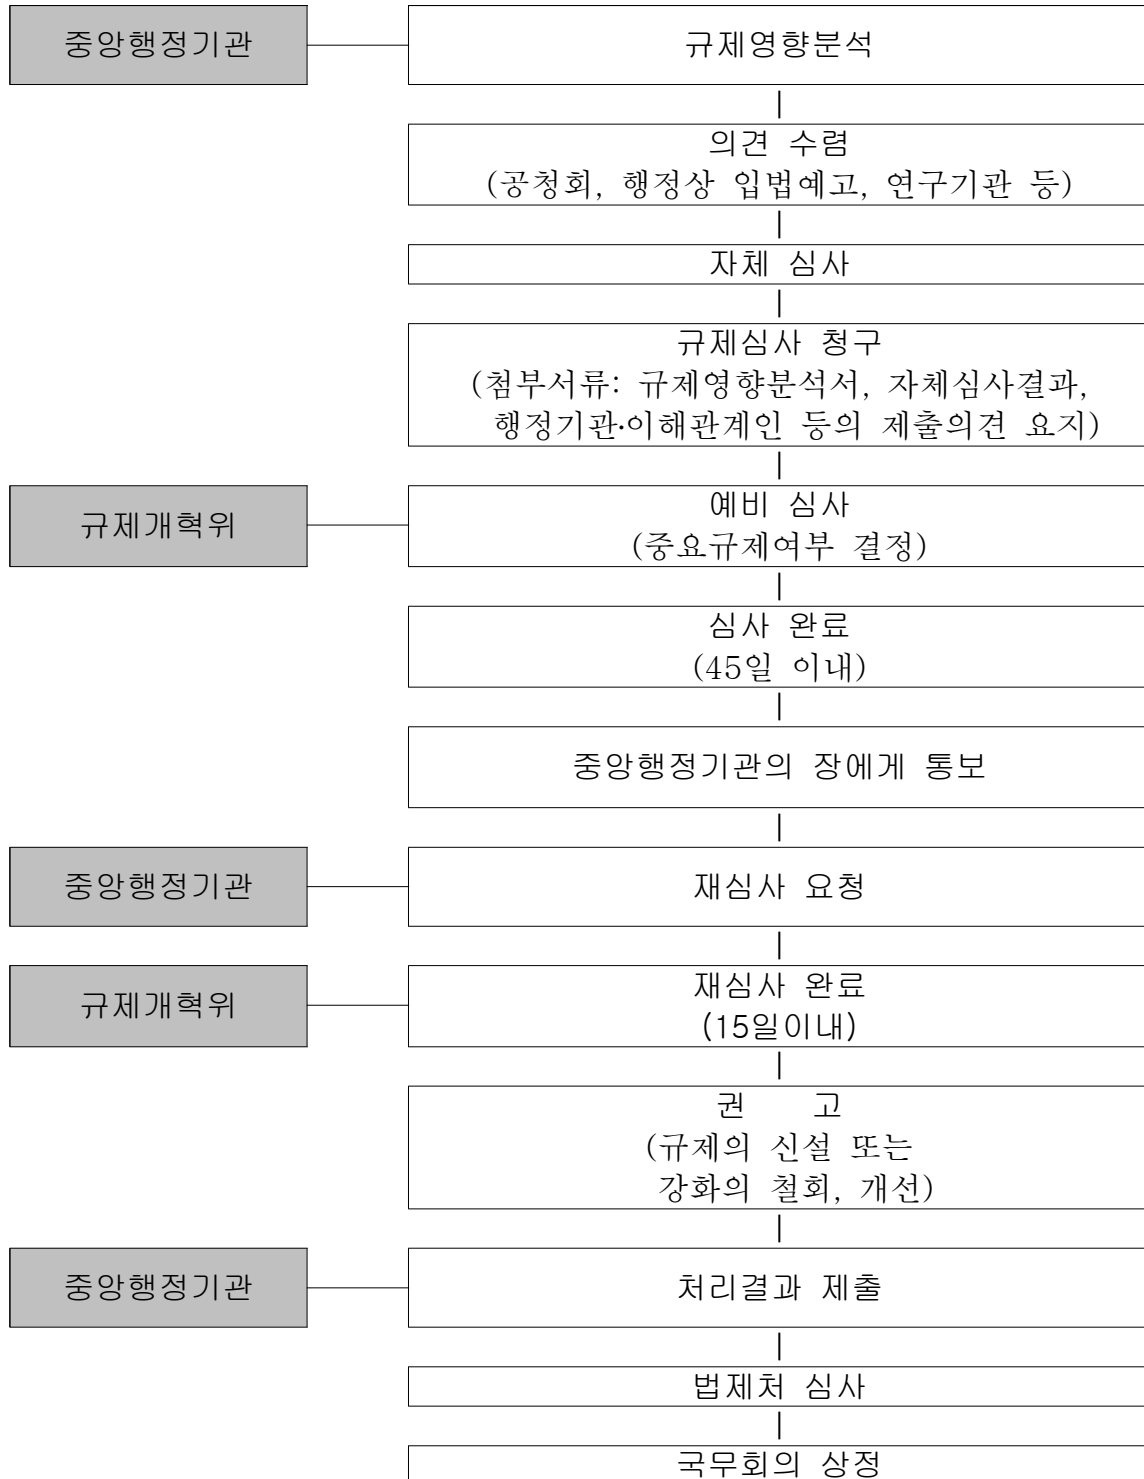 중앙행정기관
규제영향분석
의견 수렴
(공청회, 행정상 입법예고, 연구기관 등)
자체 심사
규제심사 청구
(첨부서류: 규제영향분석서, 자체심사결과,
행정기관·이해관계인 등의 제출의견 요지)
규제개혁위
예비 심사
(중요규제여부 결정)
심사 완료
(45일 이내)
중앙행정기관의 장에게 통보
중앙행정기관
재심사 요청
규제개혁위
재심사 완료
(15일이내)
권 고
(규제의 신설 또는
강화의 철회, 개선)
중앙행정기관
처리결과 제출
법제처 심사
국무회의 상정